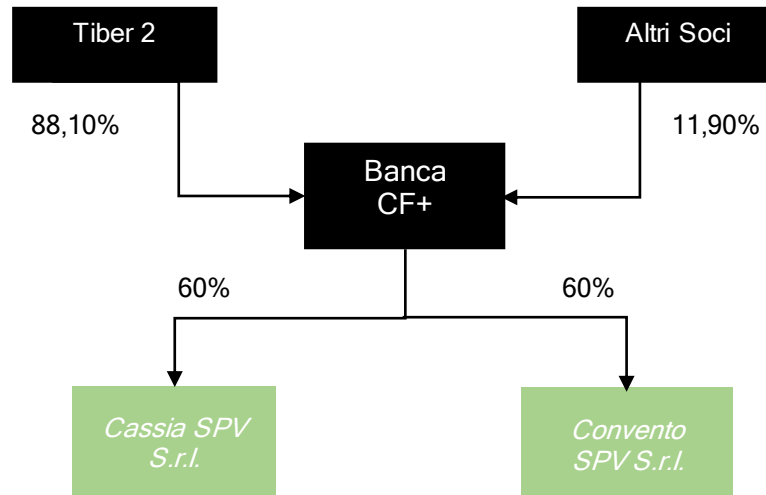 Tiber 2
Altri Soci
88,10%
11,90%
Banca
CF+
60%
60%
Cassia SPV
S.r.l.
Convento
SPV S.r.l.